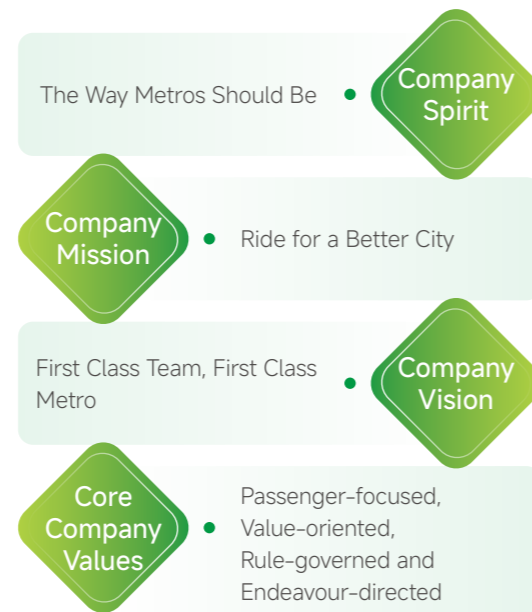 The Way Metros Should Be
Company
Spirit
Company
Mission
Ride for a Better City
First Class Team, First Class
Metro
Company
Vision
Core
Company
Values
Passenger-focused,
Value-oriented,
Rule-governed and
Endeavour-directed